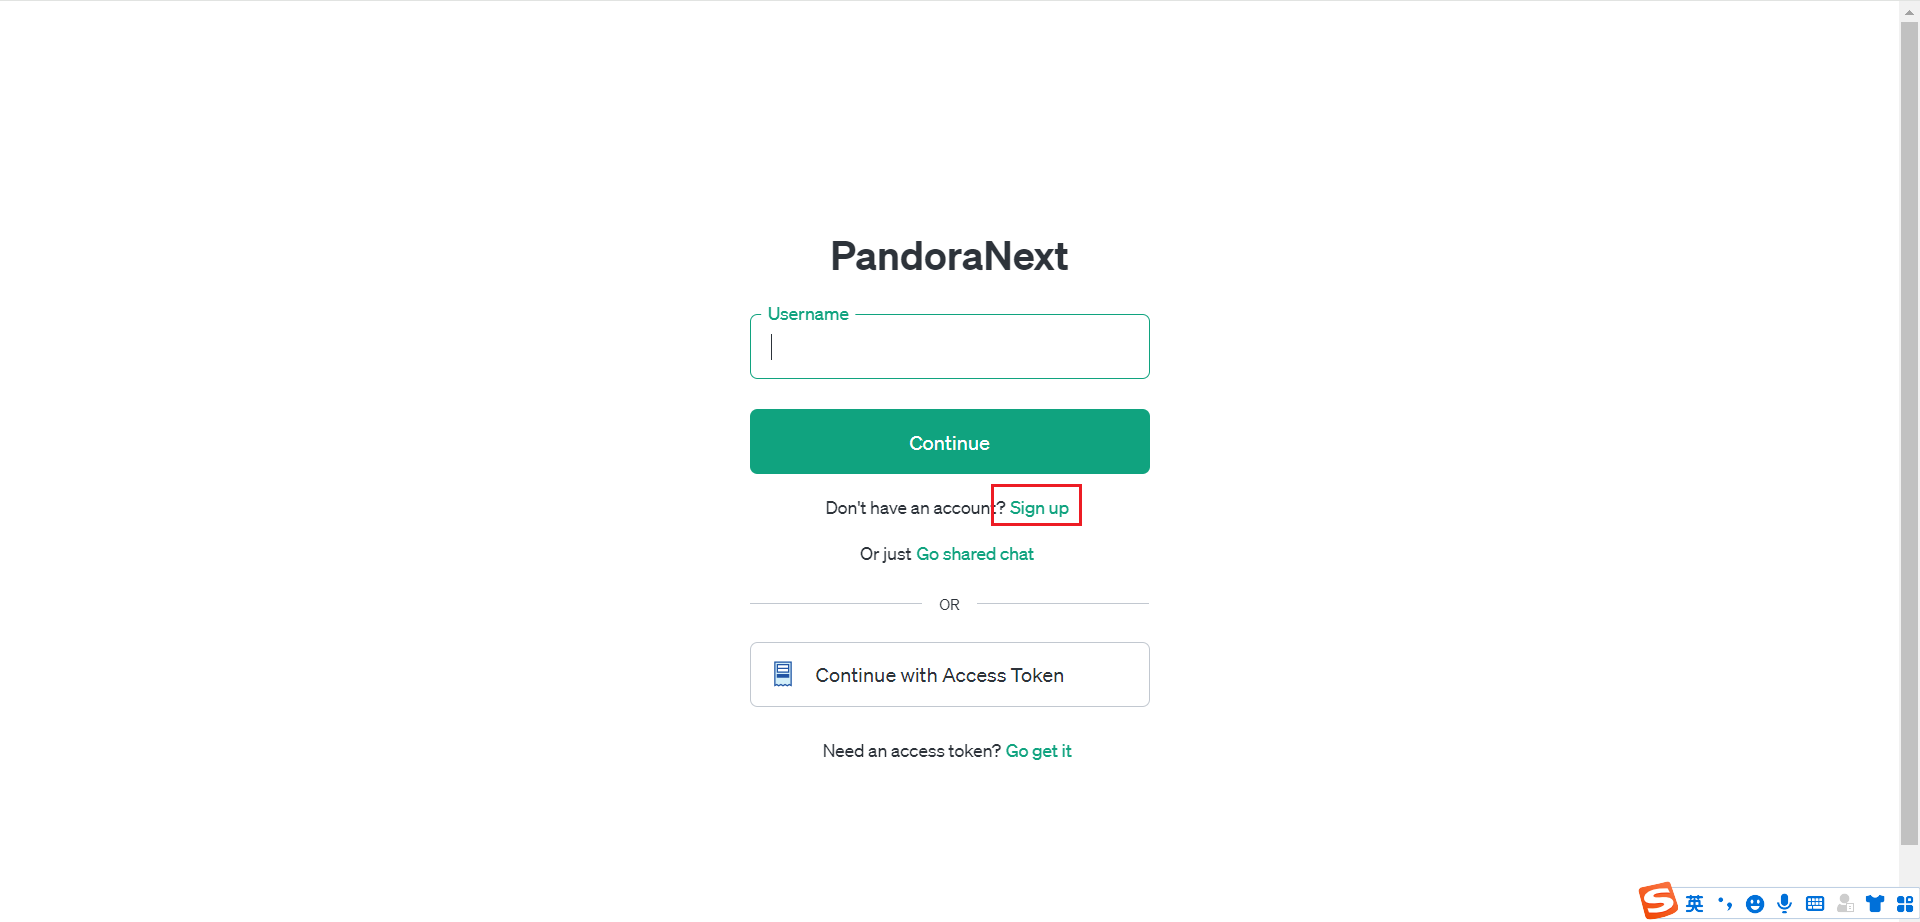 PandoraNext
Username
Continue
Don't have an account? Sign up
Or just Go shared chat
OR
Continue with Access Token
Need an access token? Go get it
S 英